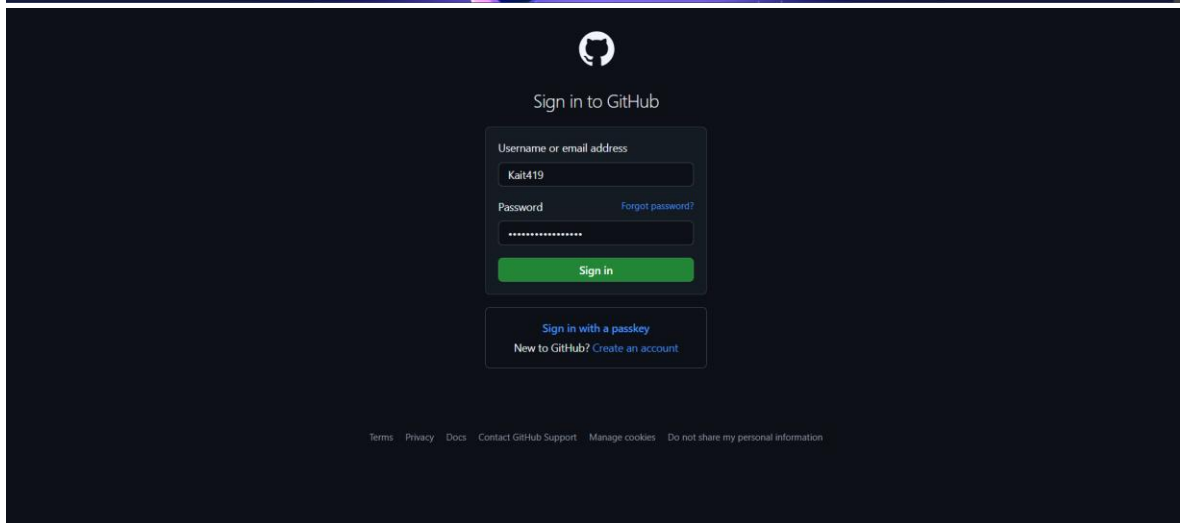 Sign in to GitHub
Username or email address
Kait419
Password Forgot password?
•••••••••••••••••
Sign in
Sign in with a passkey
New to GitHub? Create an account
Terms Privacy Docs Contact GitHub Support Manage cookies Do not share my personal information